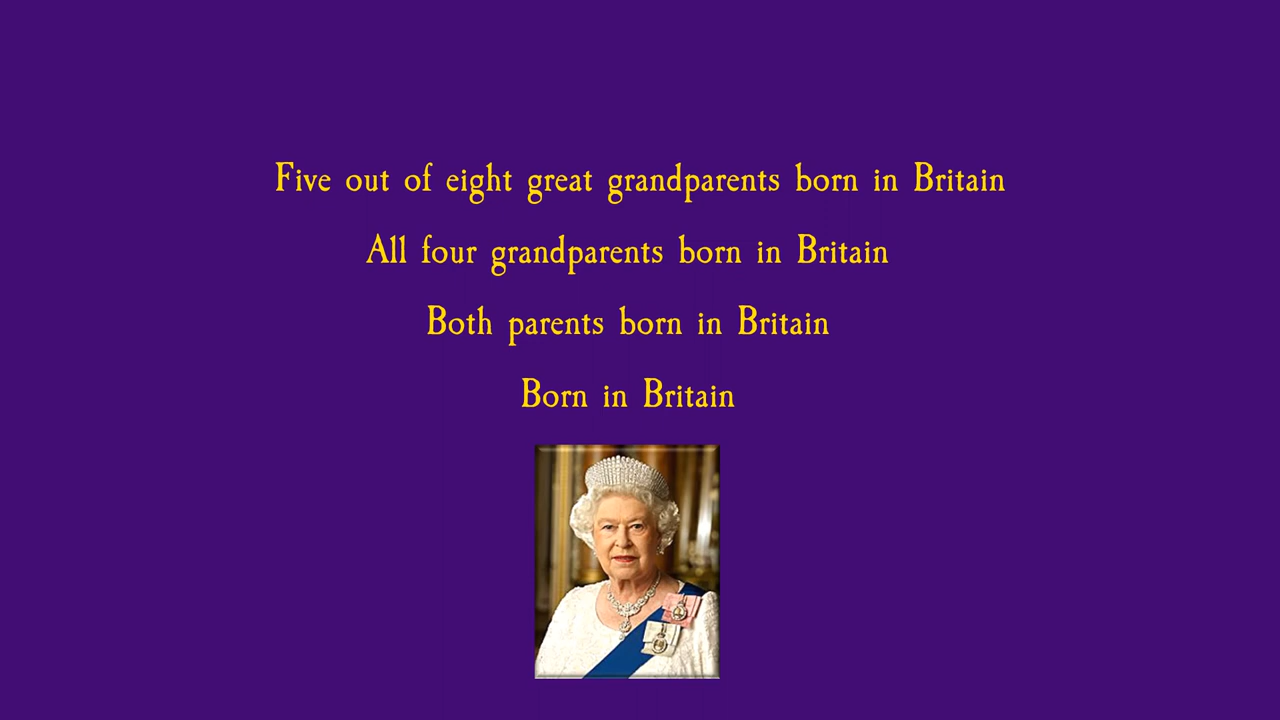 Five out of eight great grandparents born in Britain
All four grandparents born in Britain
Both parents born in Britain
Born in Britain